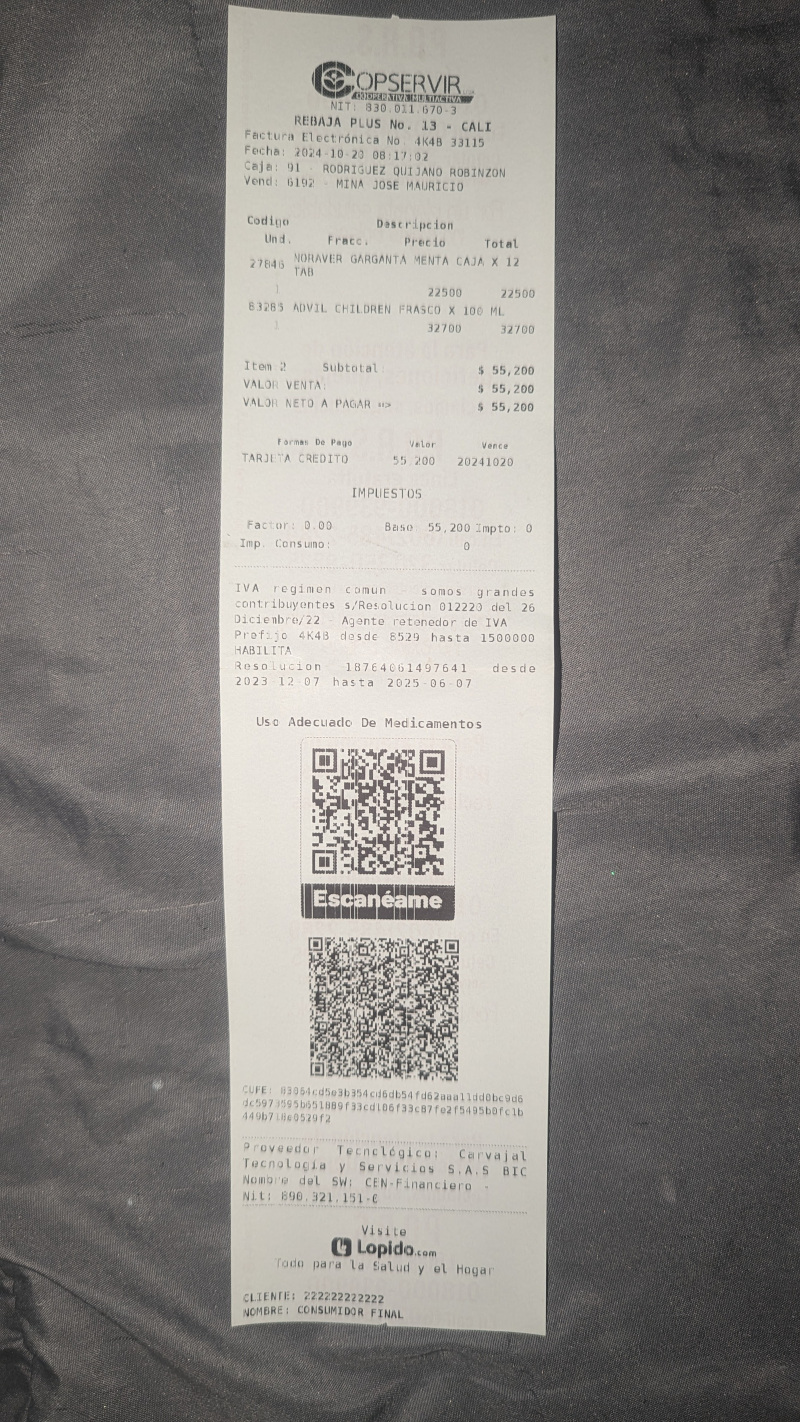 COPSERVIR LTDA
COOPERATIVA MULTIACTIVA
NIT: 830.011.670-3
REBAJA PLUS No. 13 - CALI
Factura Electrónica No. 4K4B 33115
Fecha: 2024-10-20 08:17:02
Caja: 91 - RODRIGUEZ QUIJANO ROBINZON
Vend: 6192 - MINA JOSE MAURICIO
Codigo Descripcion
Und. Fracc. Precio Total
27846 NORAVER GARGANTA MENTA CAJA X 12
TAB
1 22500 22500
63285 ADVIL CHILDREN FRASCO X 100 ML
1 32700 32700
Item 2 Subtotal: $ 55,200
VALOR VENTA: $ 55,200
VALOR NETO A PAGAR ==> $ 55,200
Formas De Pago Valor Vence
TARJETA CREDITO 55,200 20241020
IMPUESTOS
Factor: 0.00 Base: 55,200 Impto: 0
Imp. Consumo: 0
IVA regimen comun - somos grandes
contribuyentes s/Resolucion 012220 del 26
Diciembre/22 - Agente retenedor de IVA
Prefijo 4K4B desde 8529 hasta 1500000
HABILITA
Resolucion 18764061497641 desde
2023-12-07 hasta 2025-06-07
Uso Adecuado De Medicamentos
Escanéame
CUFE:
Proveedor Tecnológico: Carvajal
Tecnología y Servicios S.A.S BIC
Nombre del SW: CEN-Financiero -
Nit: 890.321.151-0
Visite
Lopido.com
Todo para la Salud y el Hogar
CLIENTE: 222222222222
NOMBRE: CONSUMIDOR FINAL